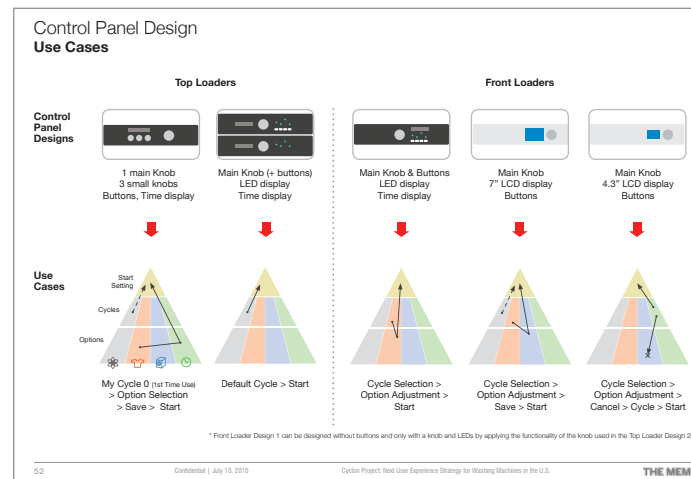 Control Panel Design
Use Cases
Top Loaders
Front Loaders
Control
Panel
Designs
1 main Knob
3 small knobs
Buttons, Time display
Main Knob (+ buttons)
LED display
Time display
Main Knob & Buttons
LED display
Time display
Main Knob
7" LCD display
Buttons
Main Knob
4.3" LCD display
Buttons
Use
Cases
Start
Setting
Cycles
Options
My Cycle 0 (1st Time Use)
> Option Selection
> Save > Start
Default Cycle > Start
Cycle Selection >
Option Adjustment >
Start
Cycle Selection >
Option Adjustment >
Save > Start
Cycle Selection >
Option Adjustment >
Cancel > Cycle > Start
* Front Loader Design 1 can be designed without buttons and only with a knob and LEDs by applying the functionality of the knob used in the Top Loader Design 2
52
Confidential | July 10, 2010
Cyclon Project: Next User Experience Strategy for Washing Machines in the U.S.
THE MEM